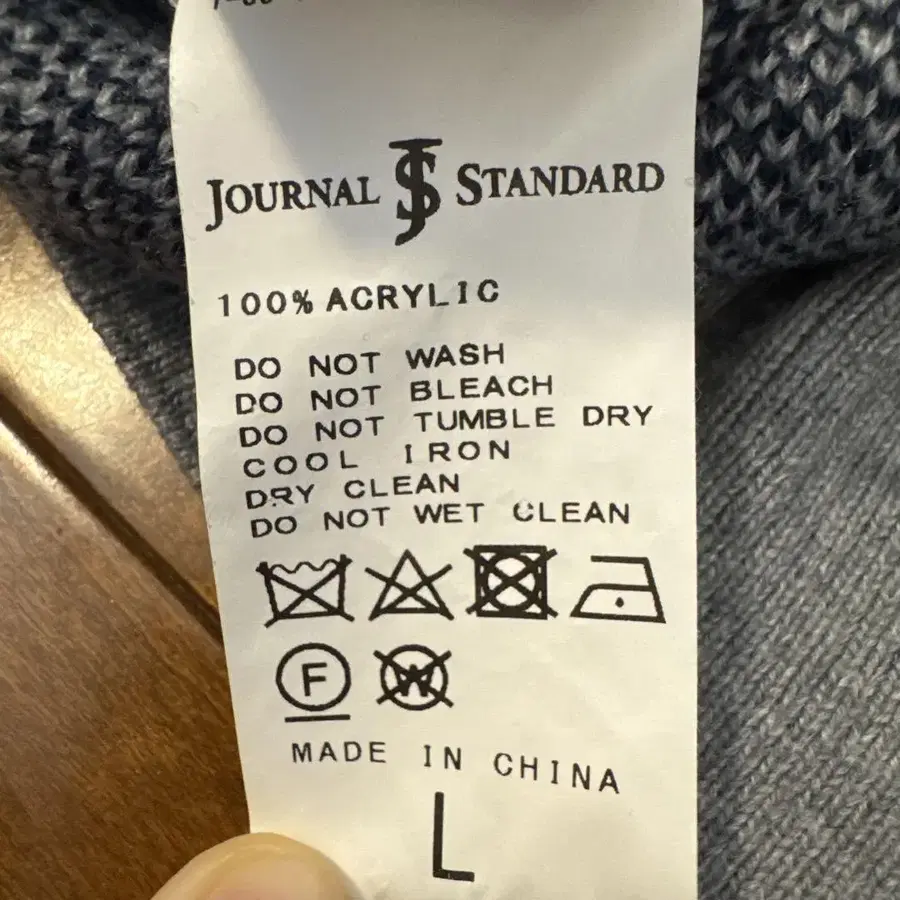 JOURNAL JS STANDARD
100% ACRYLIC
DO NOT WASH
DO NOT BLEACH
DO NOT TUMBLE DRY
COOL IRON
DRY CLEAN
DO NOT WET CLEAN
F W
MADE IN CHINA
L